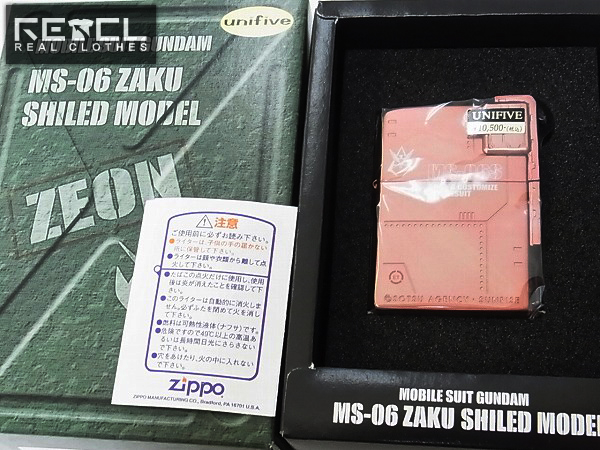 RECL
REAL CLOTHES
unifive
MOBILE SUIT GUNDAM
MS-06 ZAKU
SHILED MODEL
ZEON
注意
ご使用前に必ずお読み下さい。
●ライターは、子供の手の届かない
所に保管して下さい。
●ライターは顔や衣類から離して点
火して下さい。
●たばこの点火だけに使用し、使用
後は炎が消えたことを確認して下
さい。
●このライターは自動的に消火しま
せん。必ずふたを閉めて火を消し
て下さい。
●燃料は可燃性液体(ナフサ)です。
●危険ですので49℃以上の高温あ
るいは長時間日光にさらさない
で下さい。
●穴をあけたり、火の中に入れない
で下さい。
zippo
ZIPPO MANUFACTURING CO., Bradford, PA 16701 U.S.A.
UNIFIVE
¥10,500-(税込)
CUSTOMIZE
SUIT
©SOTSU AGENCY・SUNRISE
MOBILE SUIT GUNDAM
MS-06 ZAKU SHILED MODEL